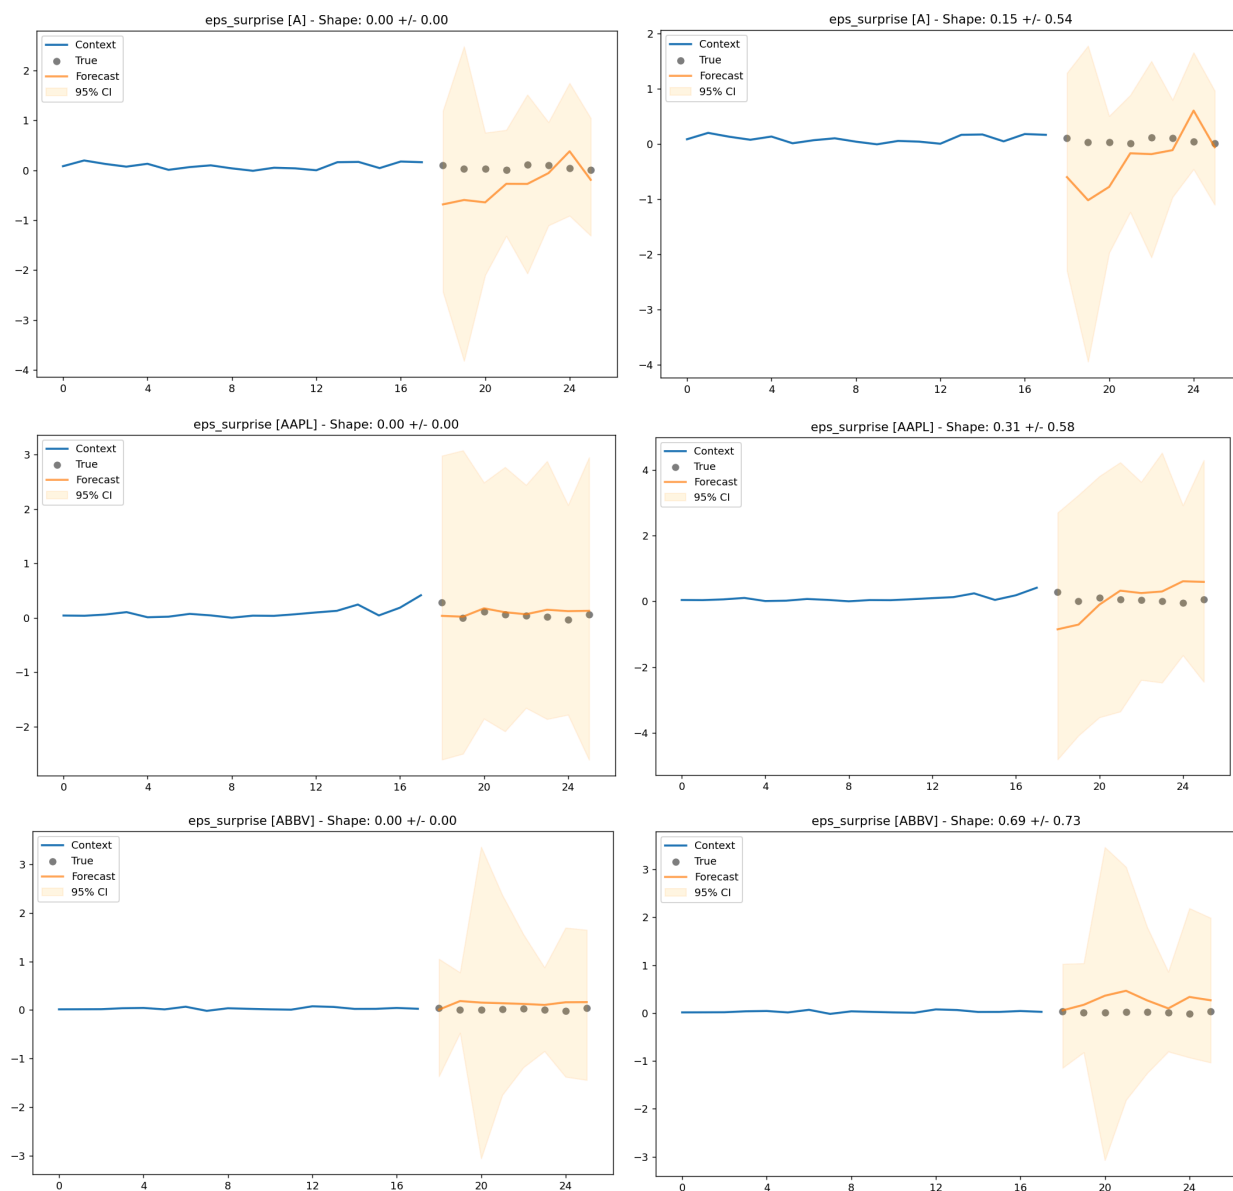 eps_surprise [A] - Shape: 0.00 +/- 0.00
Context
True
Forecast
95% CI
2
1
0
−1
−2
−3
−4
0 4 8 12 16 20 24
eps_surprise [A] - Shape: 0.15 +/- 0.54
Context
True
Forecast
95% CI
2
1
0
−1
−2
−3
−4
0 4 8 12 16 20 24
eps_surprise [AAPL] - Shape: 0.00 +/- 0.00
Context
True
Forecast
95% CI
3
2
1
0
−1
−2
0 4 8 12 16 20 24
eps_surprise [AAPL] - Shape: 0.31 +/- 0.58
Context
True
Forecast
95% CI
4
2
0
−2
−4
0 4 8 12 16 20 24
eps_surprise [ABBV] - Shape: 0.00 +/- 0.00
Context
True
Forecast
95% CI
3
2
1
0
−1
−2
−3
0 4 8 12 16 20 24
eps_surprise [ABBV] - Shape: 0.69 +/- 0.73
Context
True
Forecast
95% CI
3
2
1
0
−1
−2
−3
0 4 8 12 16 20 24